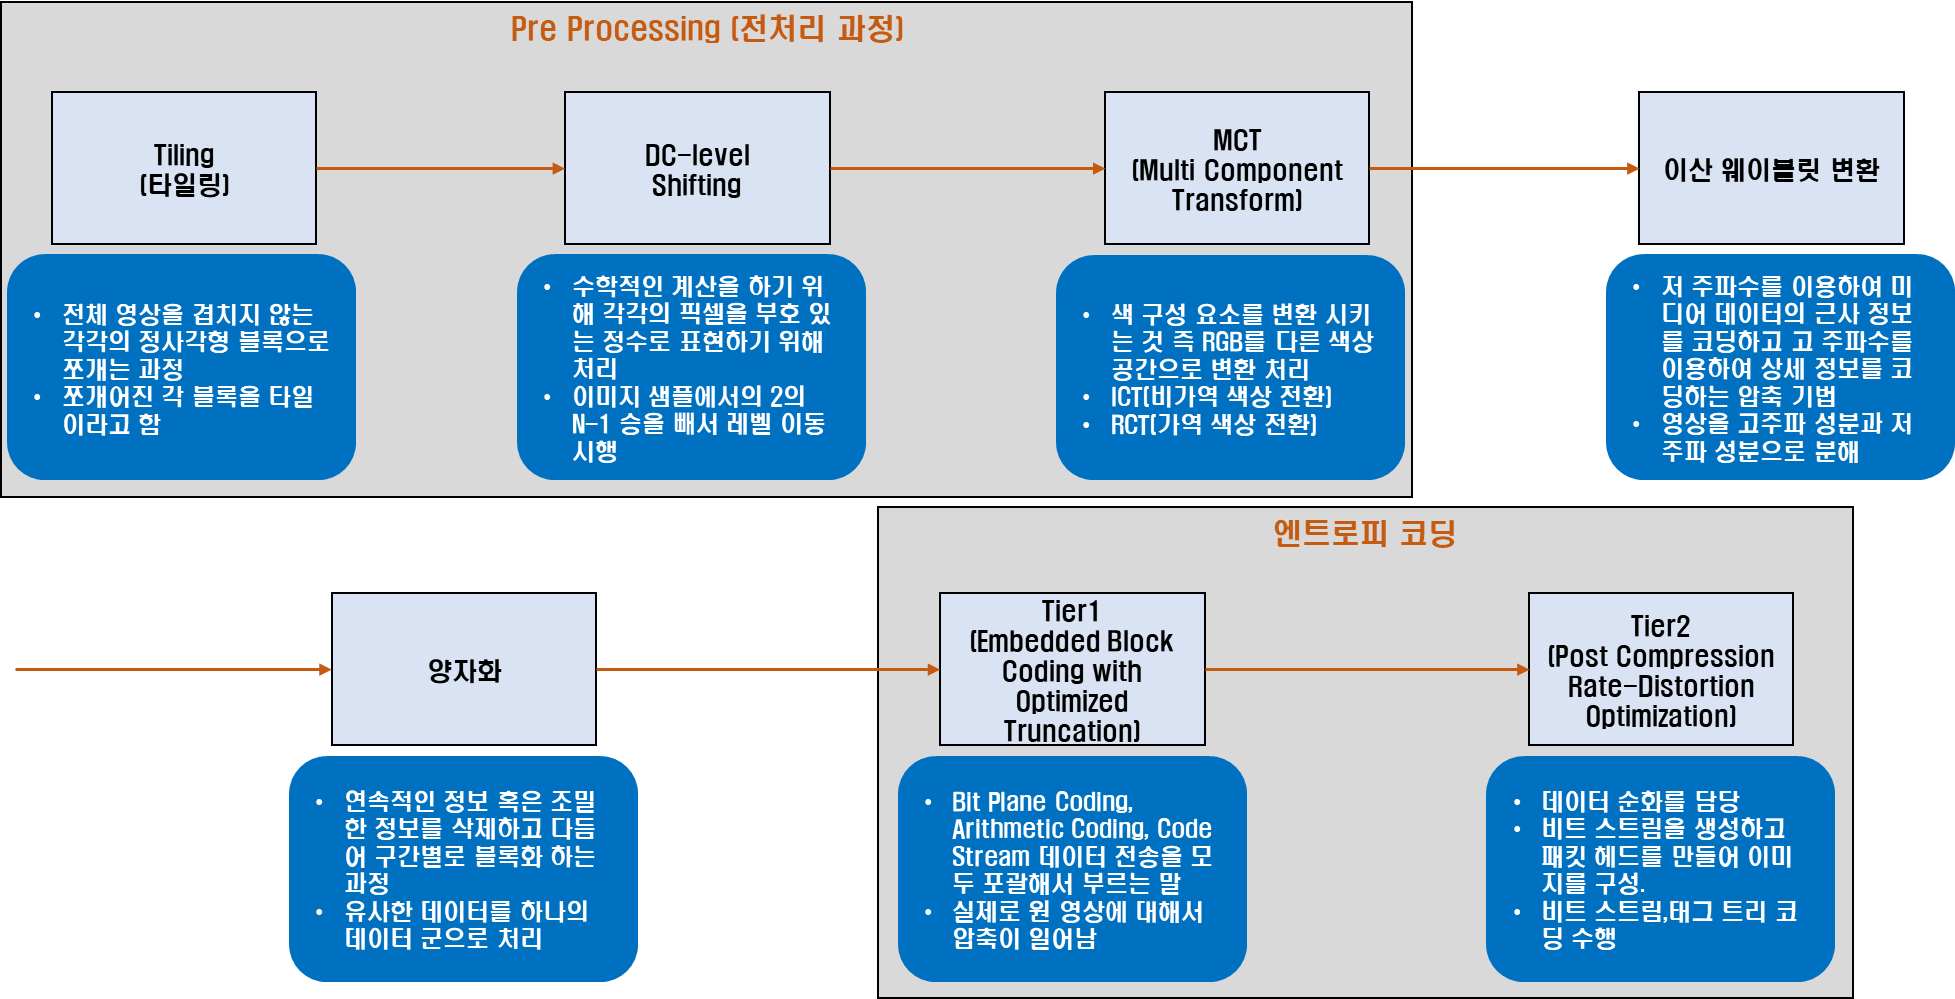 Pre Processing (전처리 과정)
Tiling
(타일링)
DC-level
Shifting
MCT
(Multi Component
Transform)
이산 웨이블릿 변환
• 전체 영상을 겹치지 않는
각각의 정사각형 블록으로
쪼개는 과정
• 쪼개어진 각 블록을 타일
이라고 함
• 수학적인 계산을 하기 위
해 각각의 픽셀을 부호 있
는 정수로 표현하기 위해
처리
• 이미지 샘플에서의 2의
N-1 승을 빼서 레벨 이동
시행
• 색 구성 요소를 변환 시키
는 것 즉 RGB를 다른 색상
공간으로 변환 처리
• ICT(비가역 색상 전환)
• RCT(가역 색상 전환)
• 저 주파수를 이용하여 미
디어 데이터의 근사 정보
를 코딩하고 고 주파수를
이용하여 상세 정보를 코
딩하는 압축 기법
• 영상을 고주파 성분과 저
주파 성분으로 분해
엔트로피 코딩
양자화
Tier1
(Embedded Block
Coding with
Optimized
Truncation)
Tier2
(Post Compression
Rate-Distortion
Optimization)
• 연속적인 정보 혹은 조밀
한 정보를 삭제하고 다듬
어 구간별로 블록화 하는
과정
• 유사한 데이터를 하나의
데이터 군으로 처리
• Bit Plane Coding,
Arithmetic Coding, Code
Stream 데이터 전송을 모
두 포괄해서 부르는 말
• 실제로 원 영상에 대해서
압축이 일어남
• 데이터 순화를 담당
• 비트 스트림을 생성하고
패킷 헤드를 만들어 이미
지를 구성.
• 비트 스트림,태그 트리 코
딩 수행